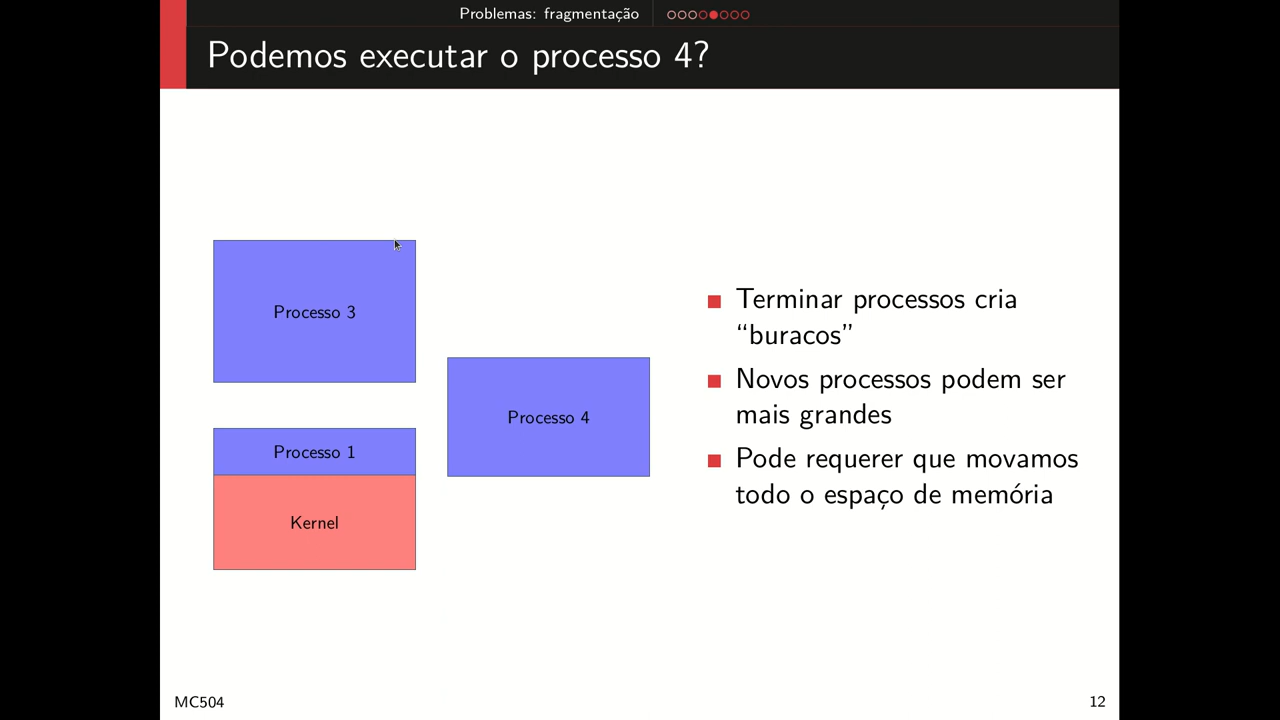 Problemas: fragmentação
Podemos executar o processo 4?
Processo 3
Processo 1
Kernel
Processo 4
Terminar processos cria
“buracos”
Novos processos podem ser
mais grandes
Pode requerer que movamos
todo o espaço de memória
MC504
12